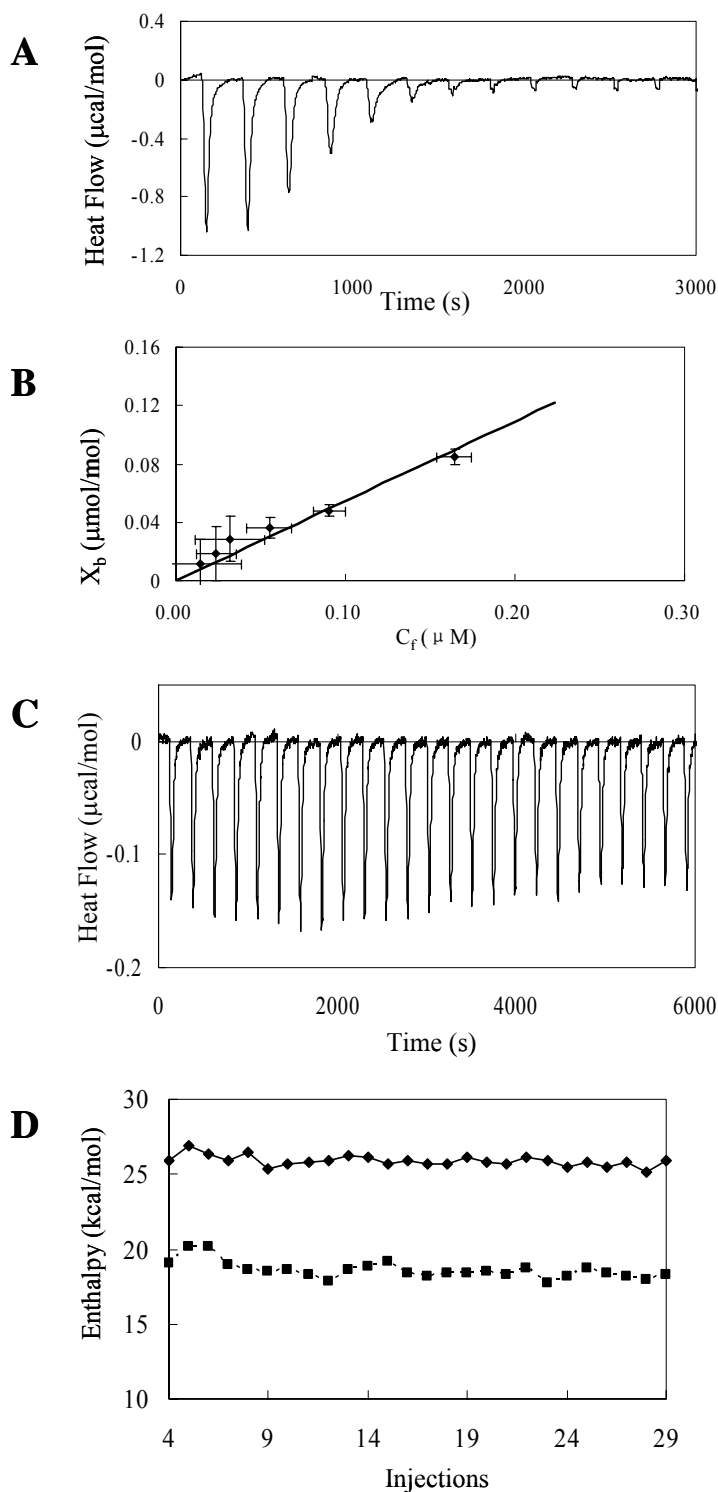 A
Heat Flow (μcal/mol)
0.4
0
-0.4
-0.8
-1.2
0 1000 2000 3000
Time (s)
B
X_b (μmol/mol)
0.16
0.12
0.08
0.04
0
0.00 0.10 0.20 0.30
C_f ( μ M)
C
Heat Flow (μcal/mol)
0
-0.1
-0.2
0 2000 4000 6000
Time (s)
D
Enthalpy (kcal/mol)
30
25
20
15
10
4 9 14 19 24 29
Injections